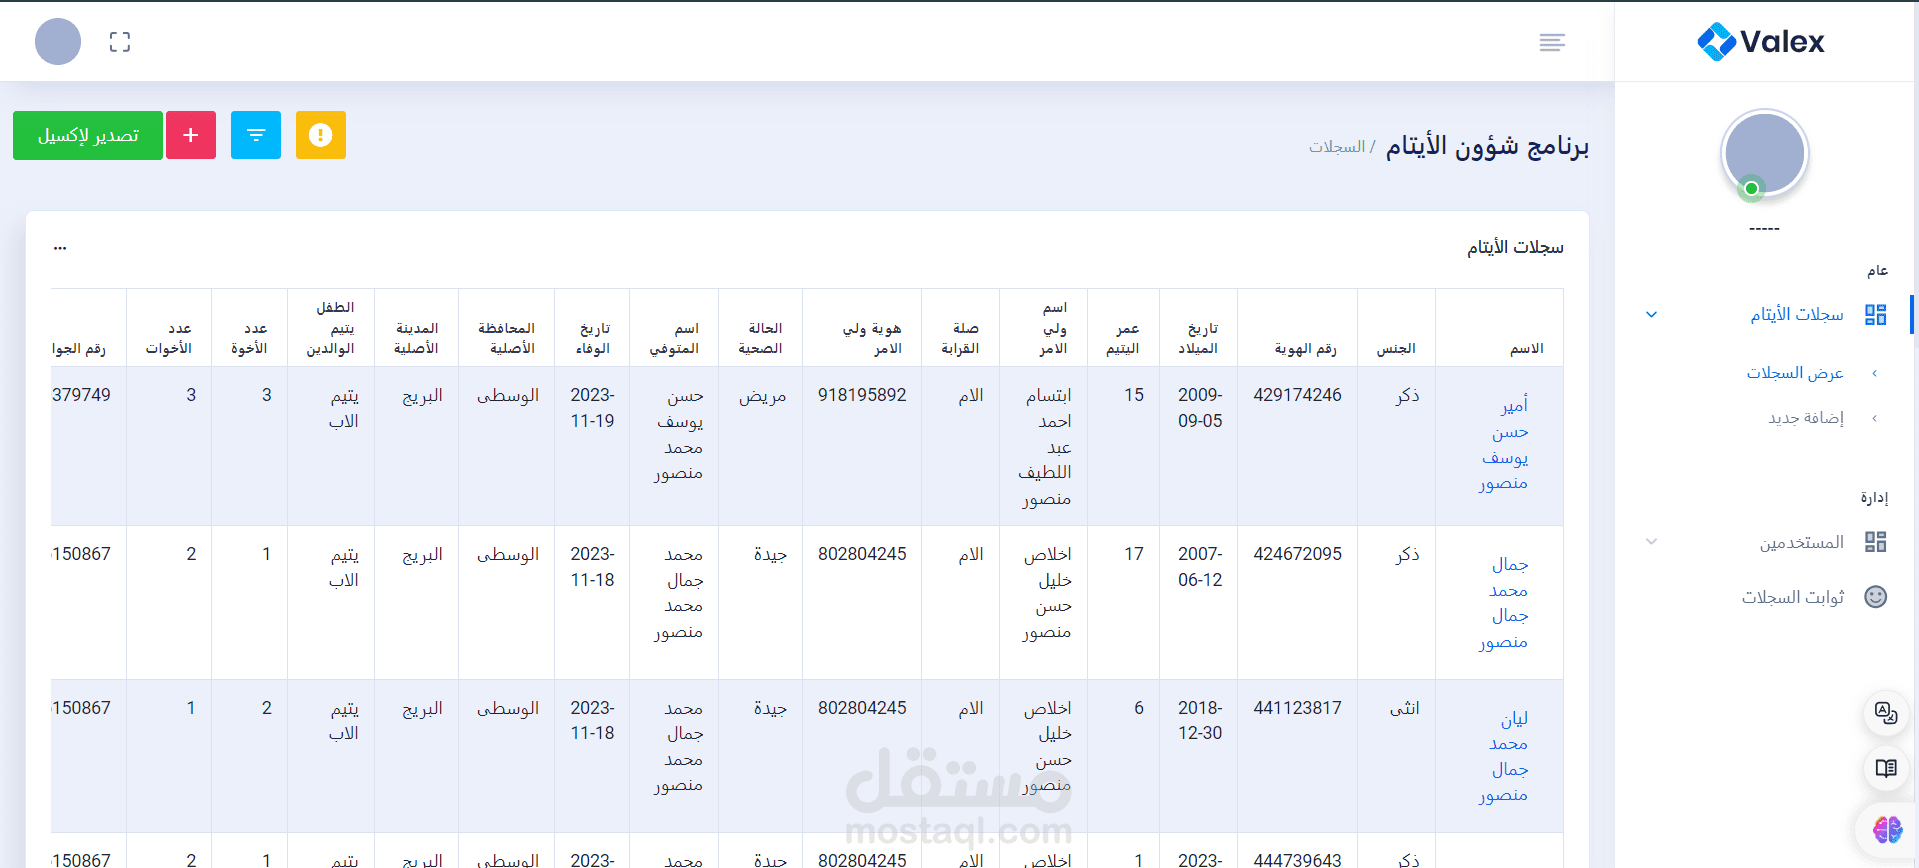 Valex
-----
عام
سجلات الأيتام
عرض السجلات
إضافة جديد
إدارة
المستخدمين
ثوابت السجلات
برنامج شؤون الأيتام / السجلات
تصدير لإكسيل
سجلات الأيتام
...
الاسم
الجنس
رقم الهوية
تاريخ
الميلاد
عمر
اليتيم
اسم
ولي
الامر
صلة
القرابة
هوية ولي
الامر
الحالة
الصحية
اسم
المتوفي
تاريخ
الوفاء
المحافظة
الأصلية
المدينة
الأصلية
الطفل
يتيم
الوالدين
عدد
الأخوة
عدد
الأخوات
رقم الجوا
أمير
حسن
يوسف
منصور
ذكر
429174246
2009-
09-05
15
ابتسام
احمد
عبد
اللطيف
منصور
الام
918195892
مريض
حسن
يوسف
محمد
منصور
2023-
11-19
الوسطى
البريج
يتيم
الاب
3
3
379749
جمال
محمد
جمال
منصور
ذكر
424672095
2007-
06-12
17
اخلاص
خليل
حسن
منصور
الام
802804245
جيدة
محمد
جمال
محمد
منصور
2023-
11-18
الوسطى
البريج
يتيم
الاب
1
2
150867
ليان
محمد
جمال
منصور
انثى
441123817
2018-
12-30
6
اخلاص
خليل
حسن
منصور
الام
802804245
جيدة
محمد
جمال
محمد
منصور
2023-
11-18
الوسطى
البريج
يتيم
الاب
2
1
150867
ذكر
444739643
2023-
1
اخلاص
الام
802804245
جيدة
محمد
2023-
الوسطى
البريج
يتيم
1
2
150867
مستقل
mostaql.com